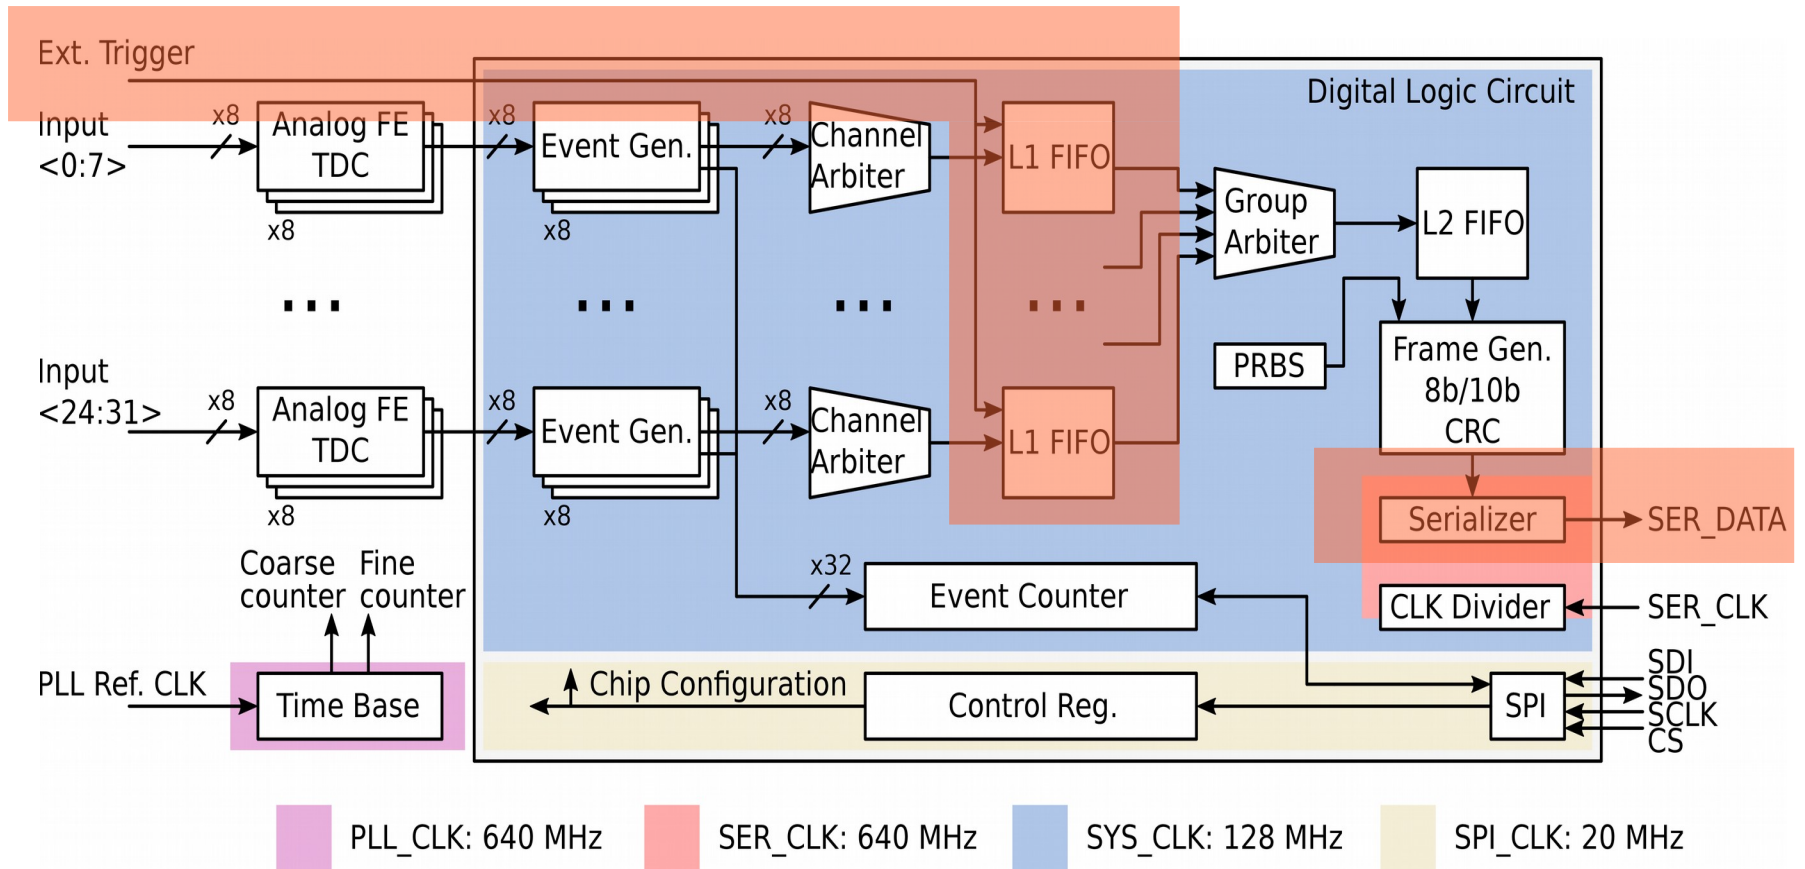 Ext. Trigger
Digital Logic Circuit
Input
<0:7>
x8
Analog FE
TDC
x8
x8
Event Gen.
x8
x8
Channel
Arbiter
L1 FIFO
Group
Arbiter
L2 FIFO
...
...
...
...
PRBS
Frame Gen.
8b/10b
CRC
Input
<24:31>
x8
Analog FE
TDC
x8
x8
Event Gen.
x8
x8
Channel
Arbiter
L1 FIFO
Serializer
SER_DATA
Coarse
counter
Fine
counter
x32
Event Counter
CLK Divider
SER_CLK
PLL Ref. CLK
Time Base
Chip Configuration
Control Reg.
SPI
SDI
SDO
SCLK
CS
PLL_CLK: 640 MHz
SER_CLK: 640 MHz
SYS_CLK: 128 MHz
SPI_CLK: 20 MHz